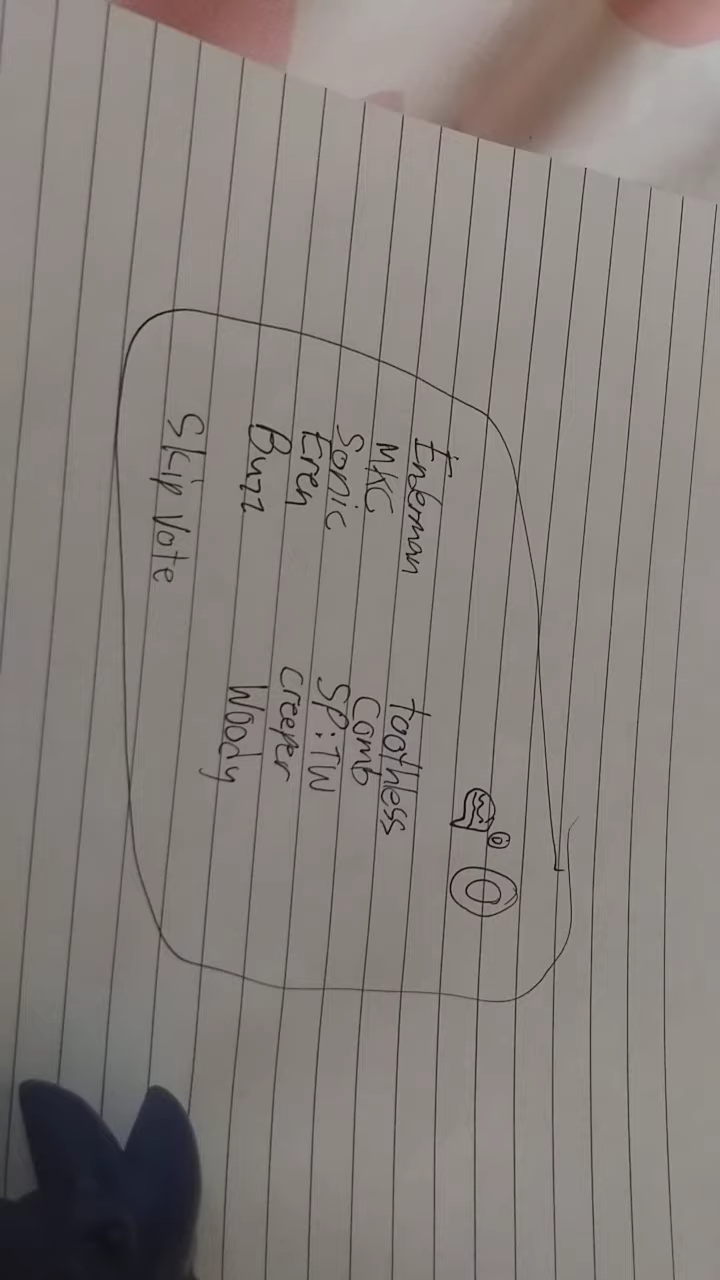 Enderman toothless
MKC Comb
Sonic SP:TW
Eren Creeper
Buzz Woody
Skip Vote